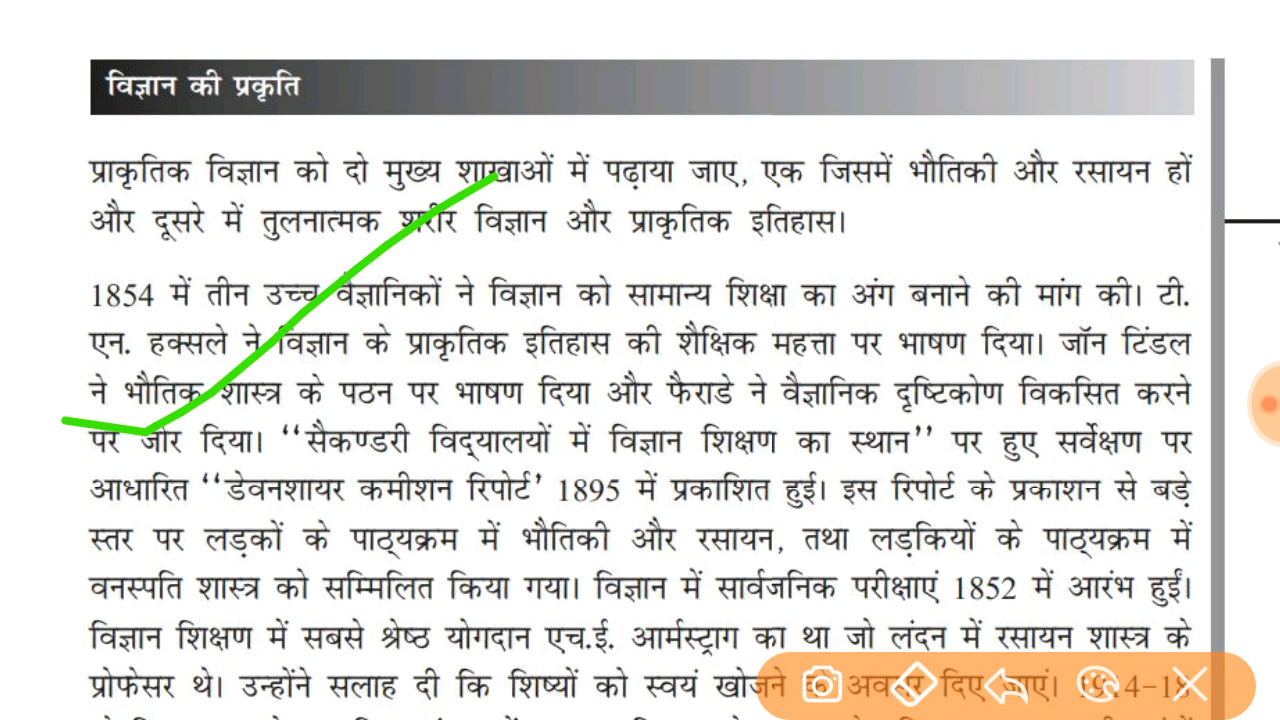 विज्ञान की प्रकृति
प्राकृतिक विज्ञान को दो मुख्य शाखाओं में पढ़ाया जाए, एक जिसमें भौतिकी और रसायन हों
और दूसरे में तुलनात्मक शरीर विज्ञान और प्राकृतिक इतिहास।
1854 में तीन उच्च वैज्ञानिकों ने विज्ञान को सामान्य शिक्षा का अंग बनाने की मांग की। टी.
एन. हक्सले ने विज्ञान के प्राकृतिक इतिहास की शैक्षिक महत्ता पर भाषण दिया। जॉन टिंडल
ने भौतिक शास्त्र के पठन पर भाषण दिया और फैराडे ने वैज्ञानिक दृष्टिकोण विकसित करने
पर जोर दिया। ‘‘सैकण्डरी विद्‌यालयों में विज्ञान शिक्षण का स्थान’’ पर हुए सर्वेक्षण पर
आधारित ‘‘डेवनशायर कमीशन रिपोर्ट’ 1895 में प्रकाशित हुई। इस रिपोर्ट के प्रकाशन से बड़े
स्तर पर लड़कों के पाठ्‌यक्रम में भौतिकी और रसायन, तथा लड़कियों के पाठ्‌यक्रम में
वनस्पति शास्त्र को सम्मिलित किया गया। विज्ञान में सार्वजनिक परीक्षाएं 1852 में आरंभ हुईं।
विज्ञान शिक्षण में सबसे श्रेष्ठ योगदान एच.ई. आर्मस्ट्राग का था जो लंदन में रसायन शास्त्र के
प्रोफेसर थे। उन्होंने सलाह दी कि शिष्यों को स्वयं खोजने के अवसर दिए जाएं। 1914-18